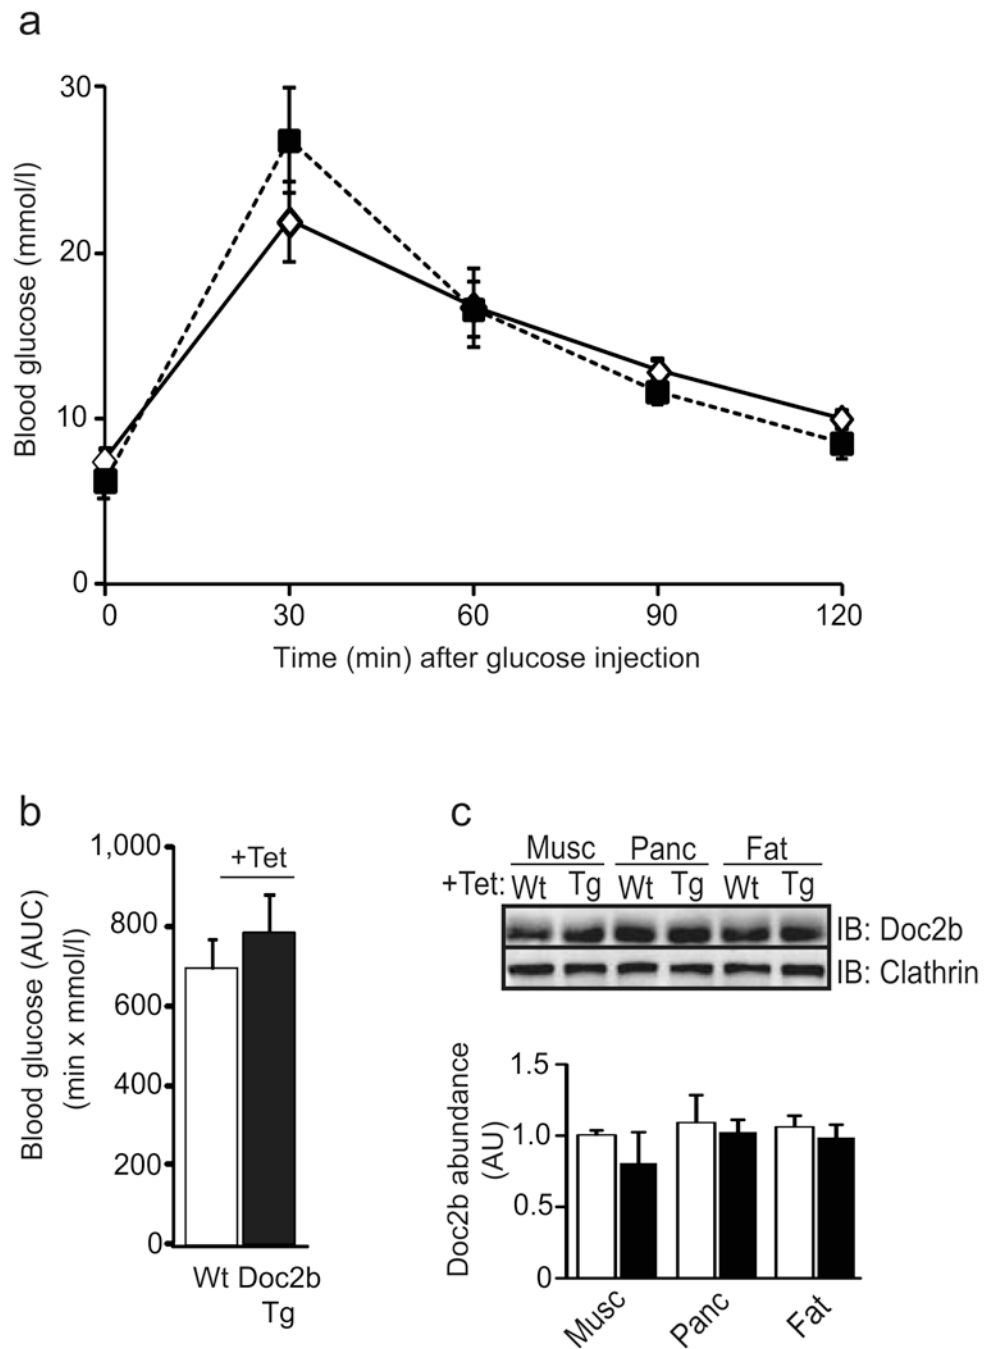 a
30
20
10
0
Blood glucose (mmol/l)
0 30 60 90 120
Time (min) after glucose injection
b
1,000
800
600
400
200
0
Blood glucose (AUC)
(min x mmol/l)
+Tet
Wt Doc2b
Tg
c
Musc Panc Fat
+Tet: Wt Tg Wt Tg Wt Tg
IB: Doc2b
IB: Clathrin
1.5
1.0
0.5
0
Doc2b abundance
(AU)
Musc Panc Fat